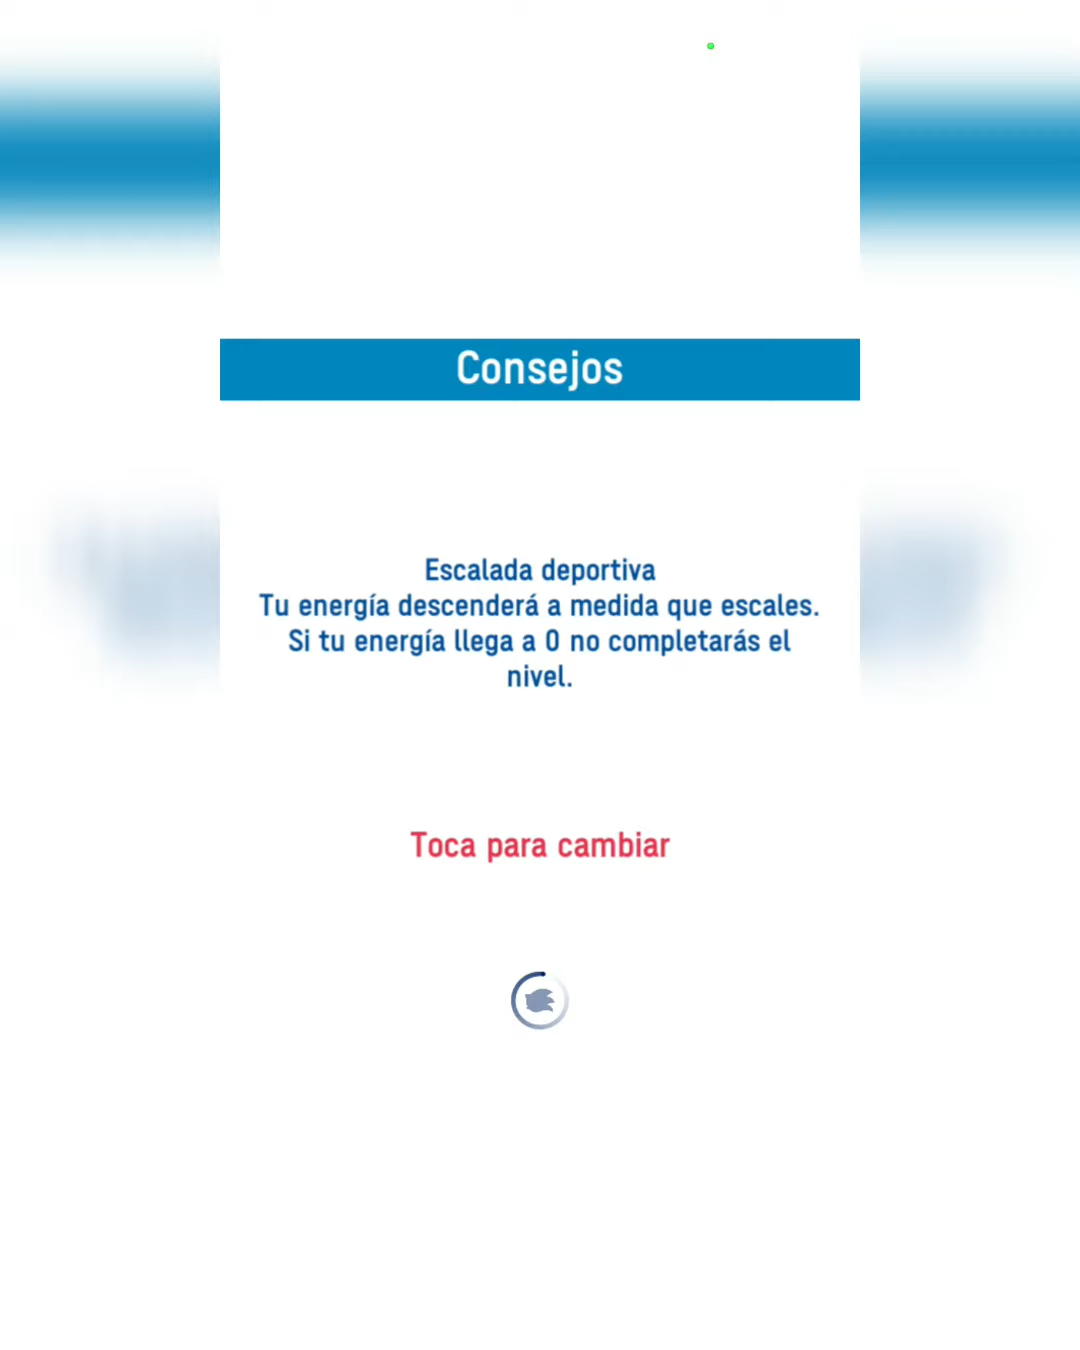 Consejos
Escalada deportiva
Tu energía descenderá a medida que escales.
Si tu energía llega a 0 no completarás el
nivel.
Toca para cambiar